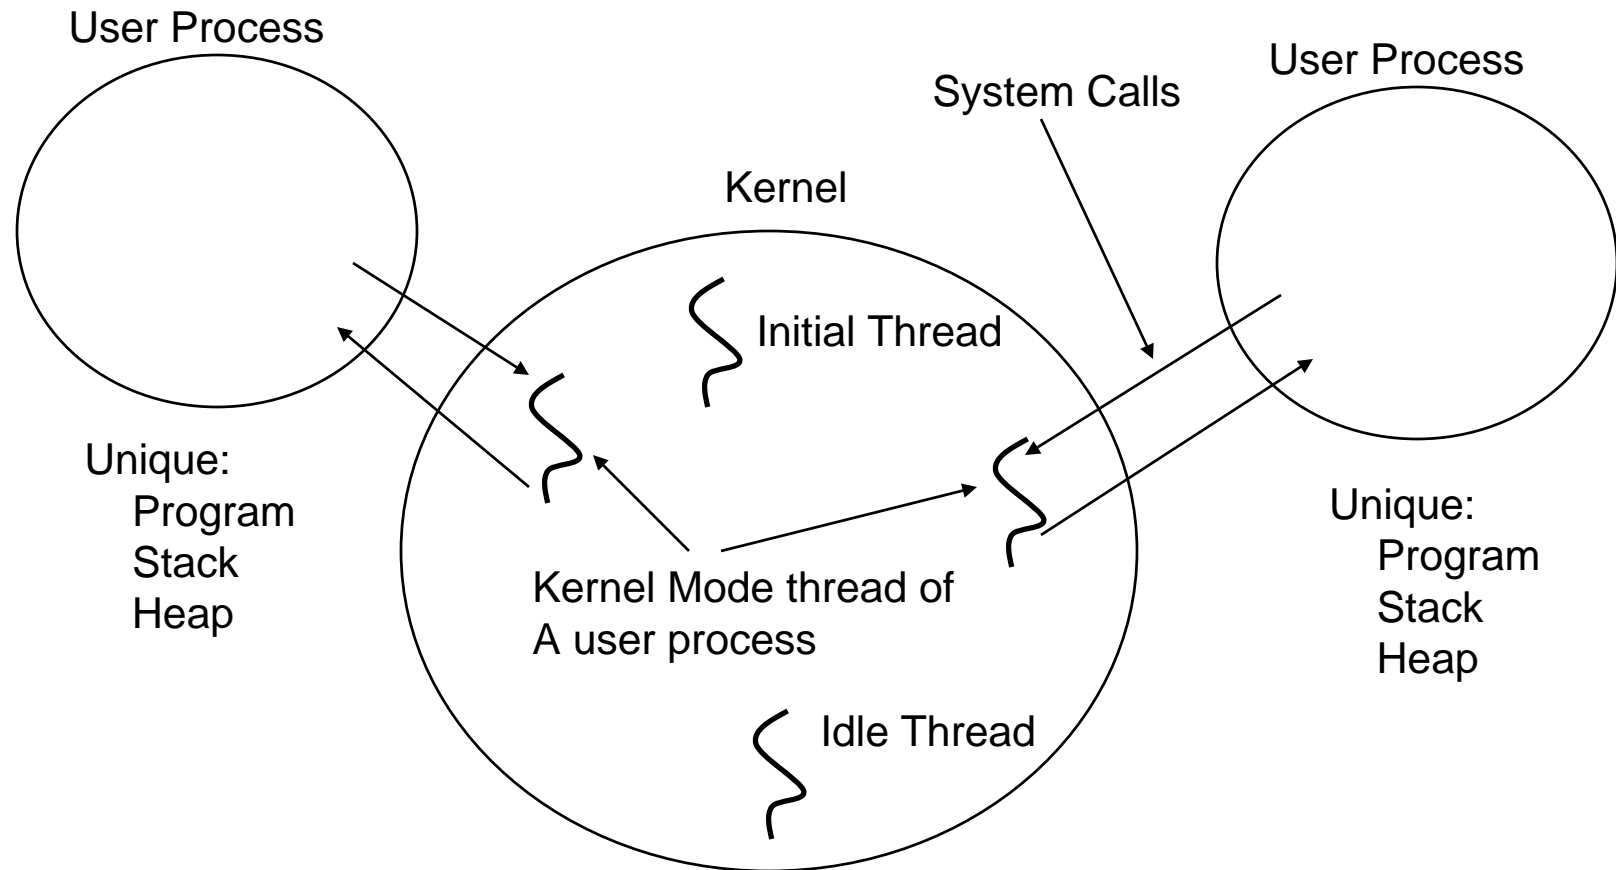 User Process
User Process
System Calls
Kernel
Initial Thread
Unique:
Program
Stack
Heap
Unique:
Program
Stack
Heap
Kernel Mode thread of
A user process
Idle Thread